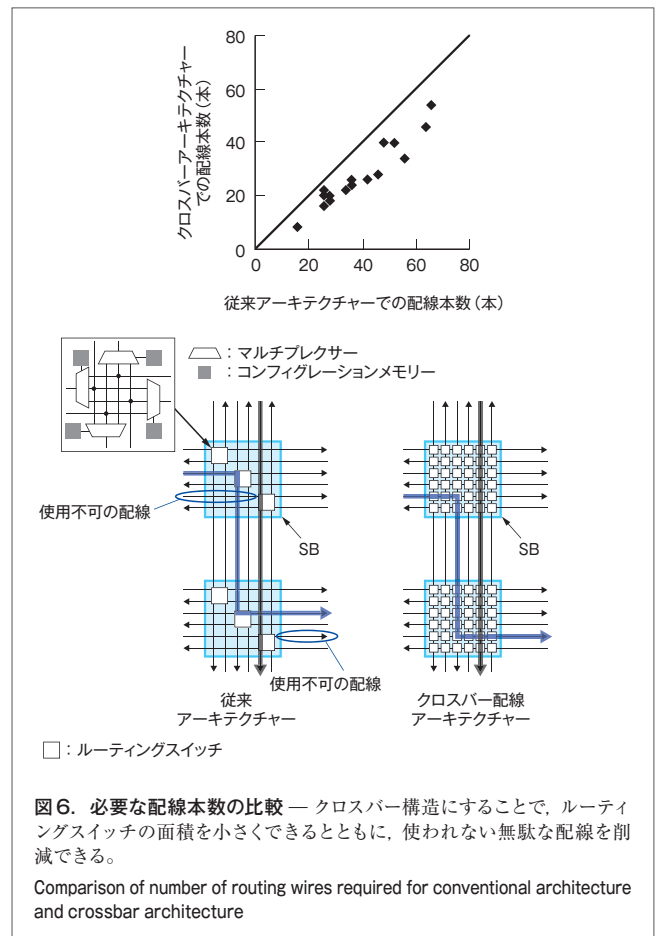 80
60
40
20
0
クロスバーアーキテクチャー
での配線本数(本)
0 20 40 60 80
従来アーキテクチャーでの配線本数(本)
:マルチプレクサー
:コンフィグレーションメモリー
使用不可の配線
SB
SB
使用不可の配線
従来
アーキテクチャー
クロスバー配線
アーキテクチャー
:ルーティングスイッチ
図6. 必要な配線本数の比較 — クロスバー構造にすることで,ルーティ
ングスイッチの面積を小さくできるとともに,使われない無駄な配線を削
減できる。
Comparison of number of routing wires required for conventional architecture
and crossbar architecture